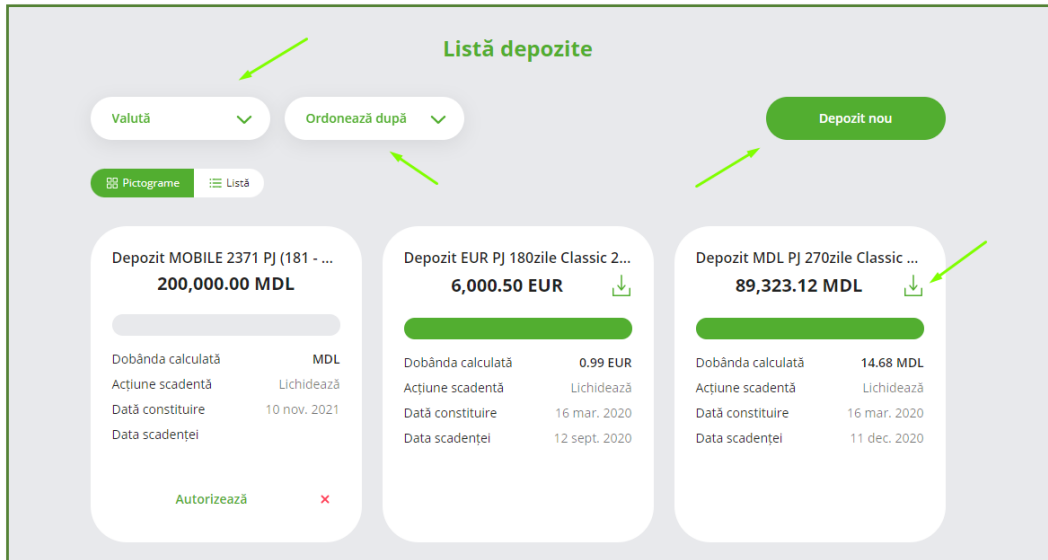 Listă depozite
Valută
Ordonează după
Depozit nou
Pictograme
Listă
Depozit MOBILE 2371 PJ (181 - ...
200,000.00 MDL
Dobânda calculată MDL
Acțiune scadentă Lichidează
Dată constituire 10 nov. 2021
Data scadenței
Autorizează
Depozit EUR PJ 180zile Classic 2...
6,000.50 EUR
Dobânda calculată 0.99 EUR
Acțiune scadentă Lichidează
Dată constituire 16 mar. 2020
Data scadenței 12 sept. 2020
Depozit MDL PJ 270zile Classic ...
89,323.12 MDL
Dobânda calculată 14.68 MDL
Acțiune scadentă Lichidează
Dată constituire 16 mar. 2020
Data scadenței 11 dec. 2020